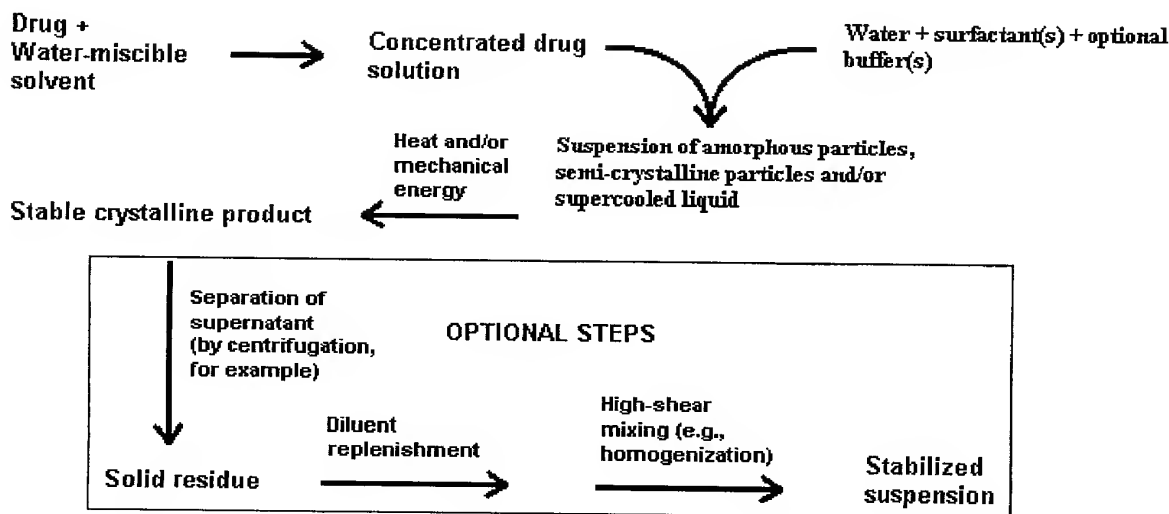 Drug +
Water-miscible
solvent
Concentrated drug
solution
Water + surfactant(s) + optional
buffer(s)
Heat and/or
mechanical
energy
Suspension of amorphous particles,
semi-crystalline particles and/or
supercooled liquid
Stable crystalline product
Separation of
supernatant
(by centrifugation,
for example)
OPTIONAL STEPS
Diluent
replenishment
High-shear
mixing (e.g.,
homogenization)
Solid residue
Stabilized
suspension